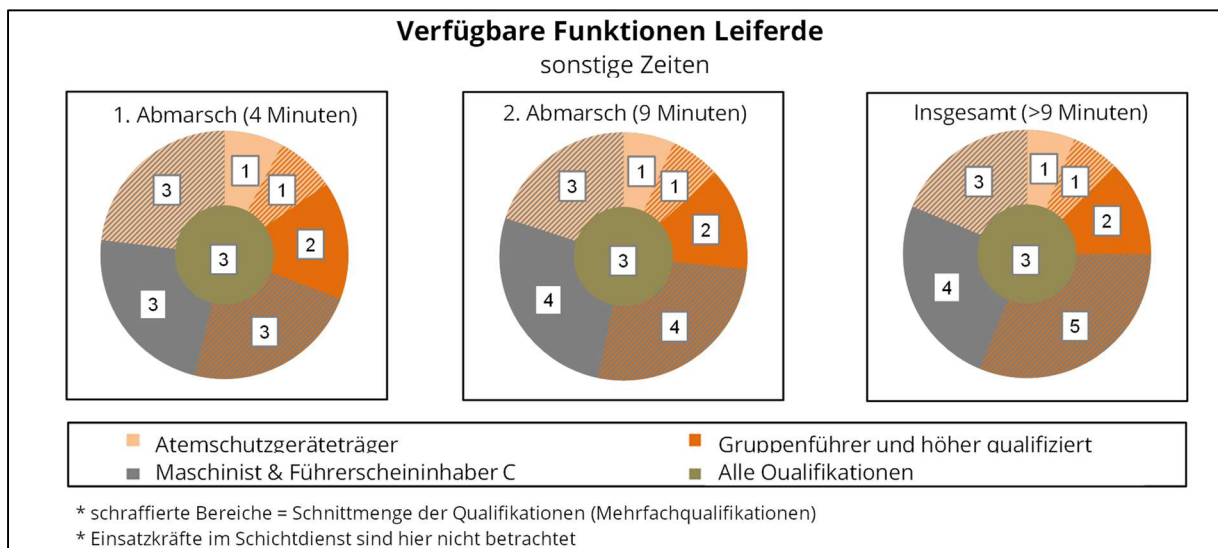 Verfügbare Funktionen Leiferde
sonstige Zeiten
1. Abmarsch (4 Minuten)
3
1
1
2
3
3
3
2. Abmarsch (9 Minuten)
3
1
1
2
3
4
4
Insgesamt (>9 Minuten)
3
1
1
2
3
4
5
Atemschutzgeräteträger
Gruppenführer und höher qualifiziert
Maschinist & Führerscheininhaber C
Alle Qualifikationen
* schraffierte Bereiche = Schnittmenge der Qualifikationen (Mehrfachqualifikationen)
* Einsatzkräfte im Schichtdienst sind hier nicht betrachtet